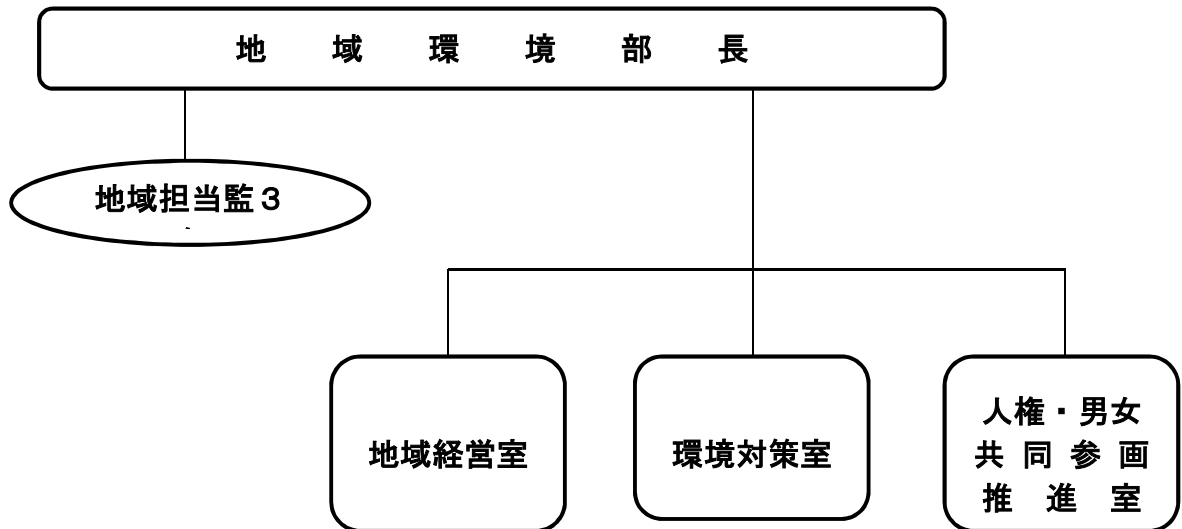 地域環境部長
地域担当監３
地域経営室
環境対策室
人権・男女
共同参画
推進室